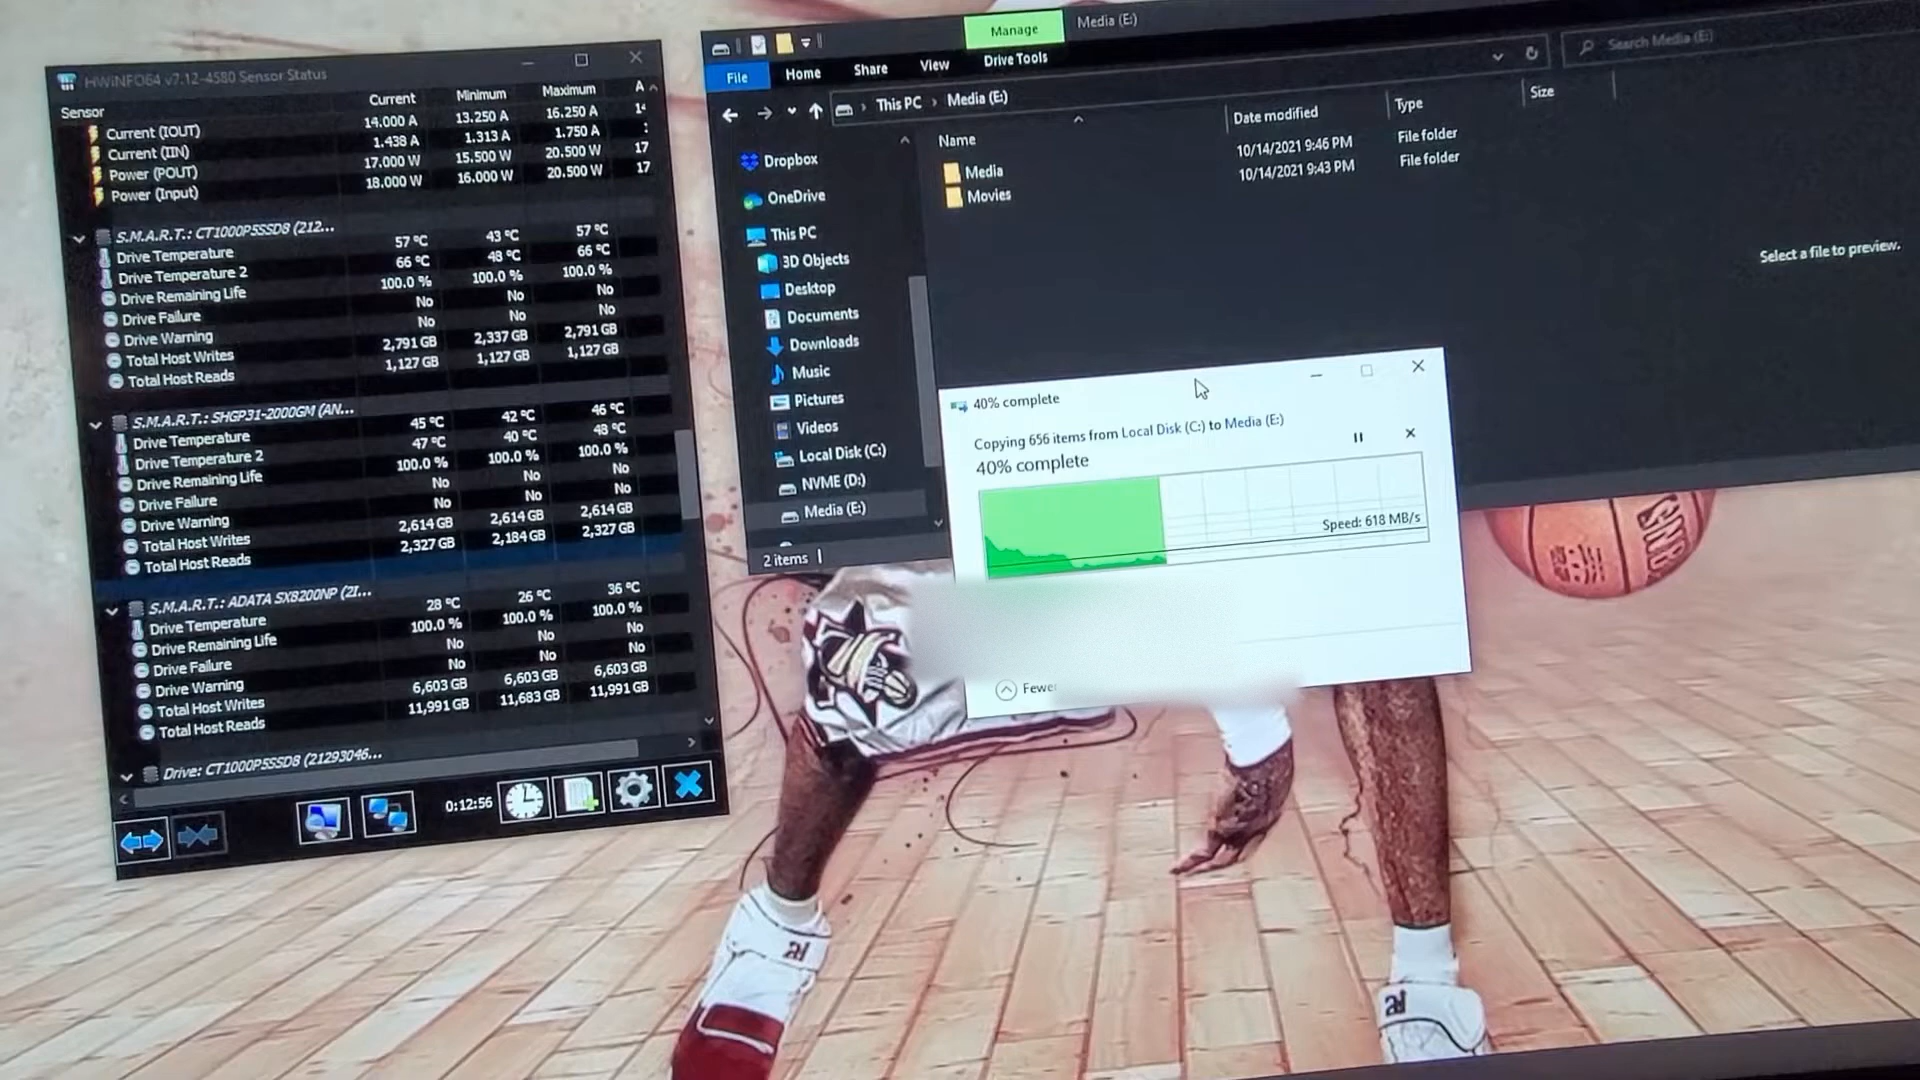 HWiNFO64 v7.12-4580 Sensor Status
Sensor Current Minimum Maximum A
Current (IOUT) 14.000 A 13.250 A 16.250 A
Current (IIN) 1.438 A 1.313 A 1.750 A
Power (POUT) 17.000 W 15.500 W 20.500 W 17
Power (Input) 18.000 W 16.000 W 20.500 W 17
S.M.A.R.T.: CT1000P5SSD8 (212...
Drive Temperature 57 °C 43 °C 57 °C
Drive Temperature 2 66 °C 48 °C 66 °C
Drive Remaining Life 100.0 % 100.0 % 100.0 %
Drive Failure No No No
Drive Warning No No No
Total Host Writes 2,791 GB 2,337 GB 2,791 GB
Total Host Reads 1,127 GB 1,127 GB 1,127 GB
S.M.A.R.T.: SHGP31-2000GM (AN...
Drive Temperature 45 °C 42 °C 46 °C
Drive Temperature 2 47 °C 40 °C 48 °C
Drive Remaining Life 100.0 % 100.0 % 100.0 %
Drive Failure No No No
Drive Warning No No No
Total Host Writes 2,614 GB 2,614 GB 2,614 GB
Total Host Reads 2,327 GB 2,184 GB 2,327 GB
S.M.A.R.T.: ADATA SX8200NP (2J...
Drive Temperature 28 °C 26 °C 36 °C
Drive Remaining Life 100.0 % 100.0 % 100.0 %
Drive Failure No No No
Drive Warning No No No
Total Host Writes 6,603 GB 6,603 GB 6,603 GB
Total Host Reads 11,991 GB 11,683 GB 11,991 GB
Drive: CT1000P5SSD8 (21293046...
0:12:56
Manage Media (E:)
File Home Share View Drive Tools
This PC › Media (E:) Search Media (E:)
Name Date modified Type Size
Media 10/14/2021 9:46 PM File folder
Movies 10/14/2021 9:43 PM File folder
Dropbox
OneDrive
This PC
3D Objects
Desktop
Documents
Downloads
Music
Pictures
Videos
Local Disk (C:)
NVME (D:)
Media (E:)
2 items
Select a file to preview.
40% complete
Copying 656 items from Local Disk (C:) to Media (E:)
40% complete
Speed: 618 MB/s
Fewer